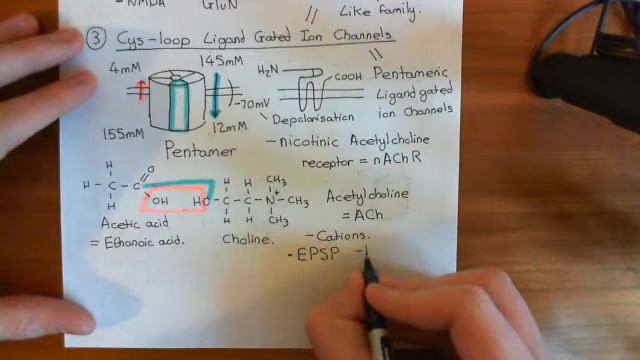 =NMDA GluN // Like family.
③ Cys-loop Ligand Gated Ion Channels
4mM 145mM H₂N COOH = Pentameric
Ligand gated
ion Channels
-70mV
155mM 12mM Depolarisation
Pentamer - nicotinic Acetylcholine
receptor = nAChR
H O H H CH₃
H - C - C OH HO - C - C - N⁺ - CH₃ Acetylcholine
H H H CH₃ = ACh
Acetic acid
= Ethanoic acid. Choline. - Cations.
- EPSP -